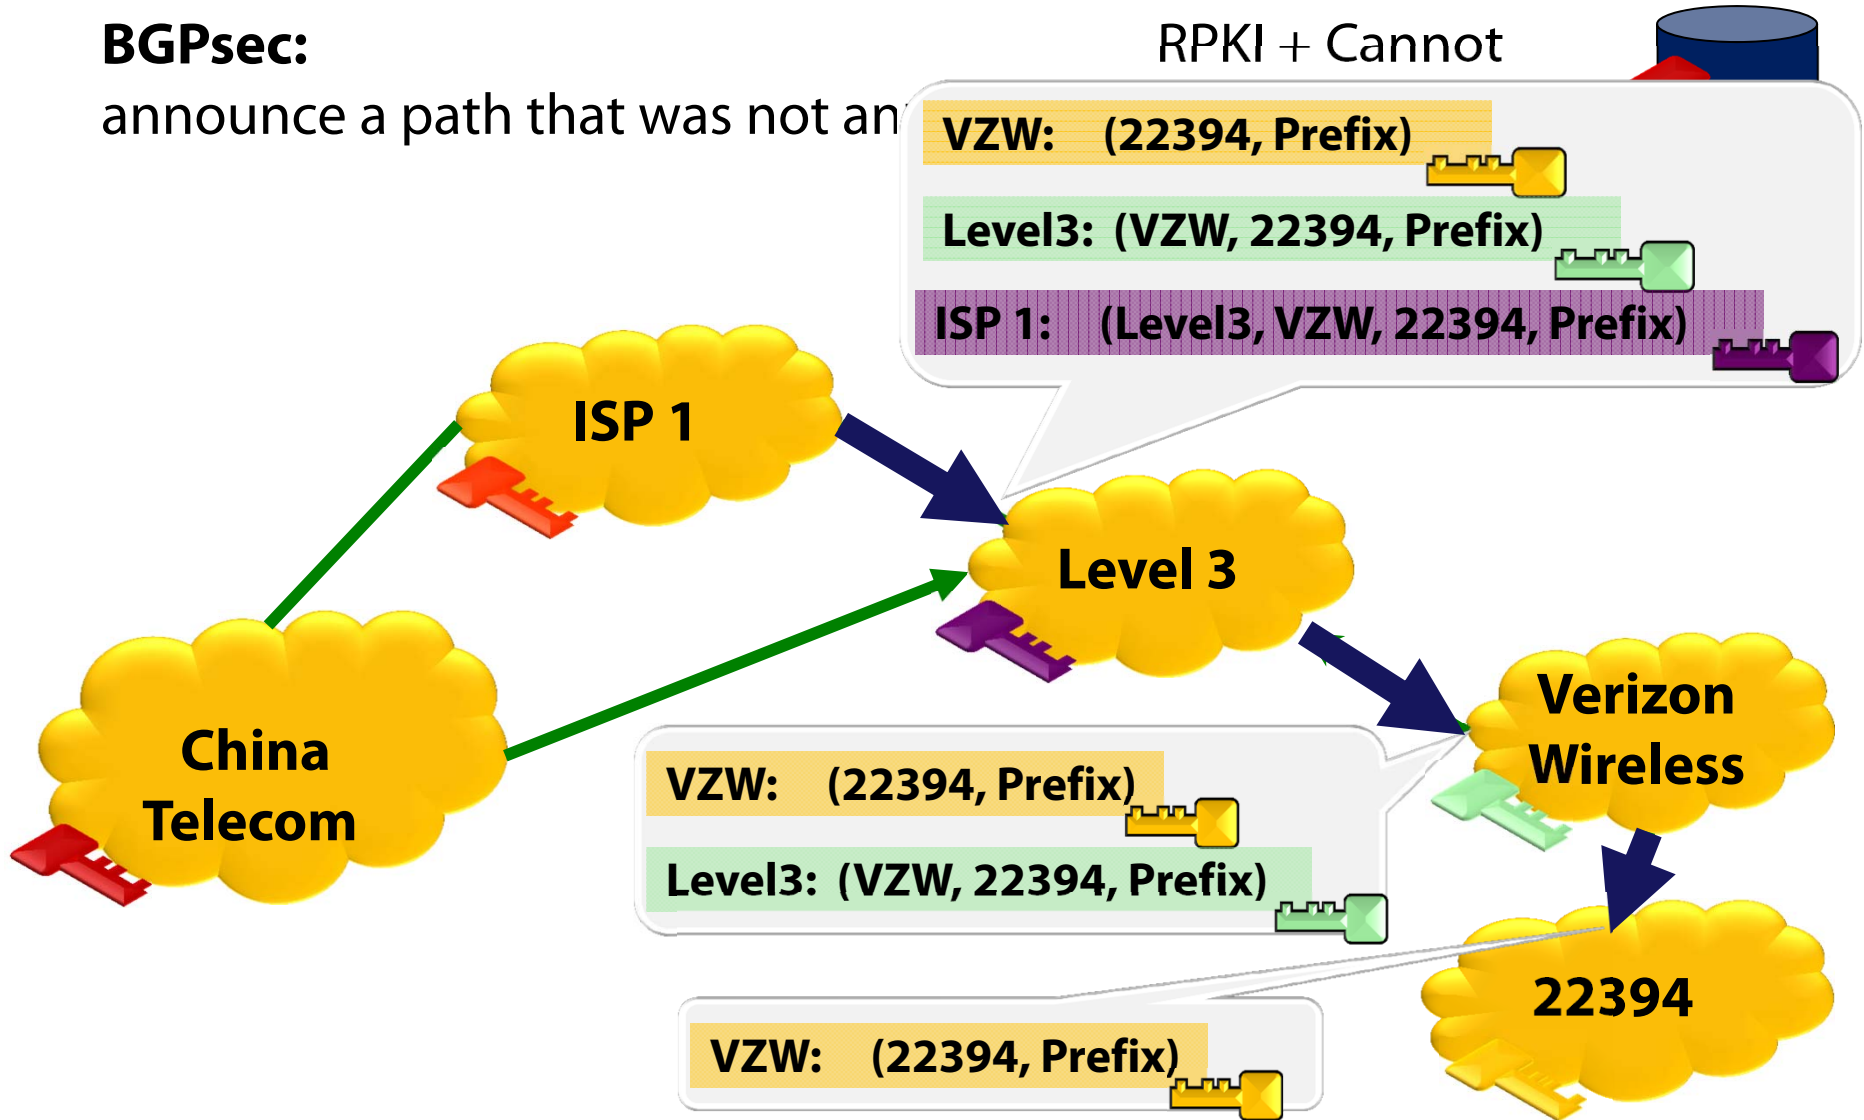 BGPsec:
RPKI + Cannot
announce a path that was not an
VZW: (22394, Prefix)
Level3: (VZW, 22394, Prefix)
ISP 1: (Level3, VZW, 22394, Prefix)
ISP 1
Level 3
China
Telecom
Verizon
Wireless
VZW: (22394, Prefix)
Level3: (VZW, 22394, Prefix)
22394
VZW: (22394, Prefix)